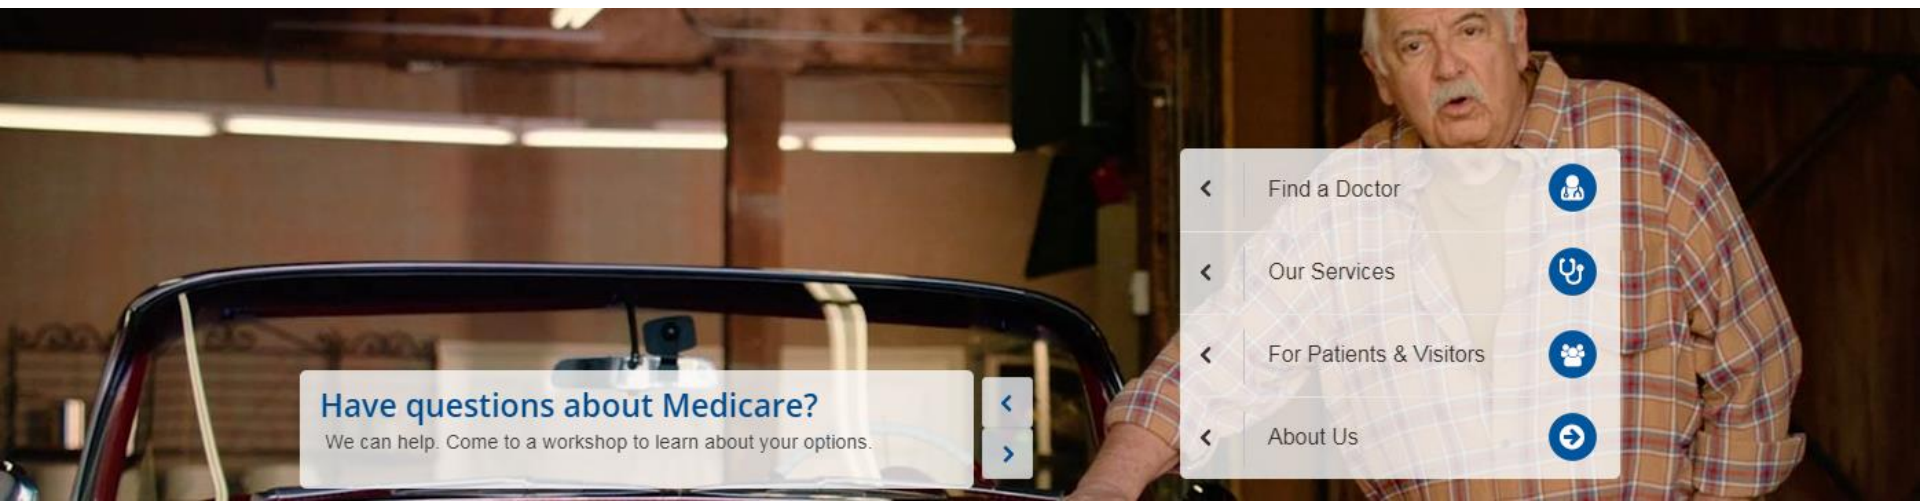 Have questions about Medicare?
We can help. Come to a workshop to learn about your options.
Find a Doctor
Our Services
For Patients & Visitors
About Us